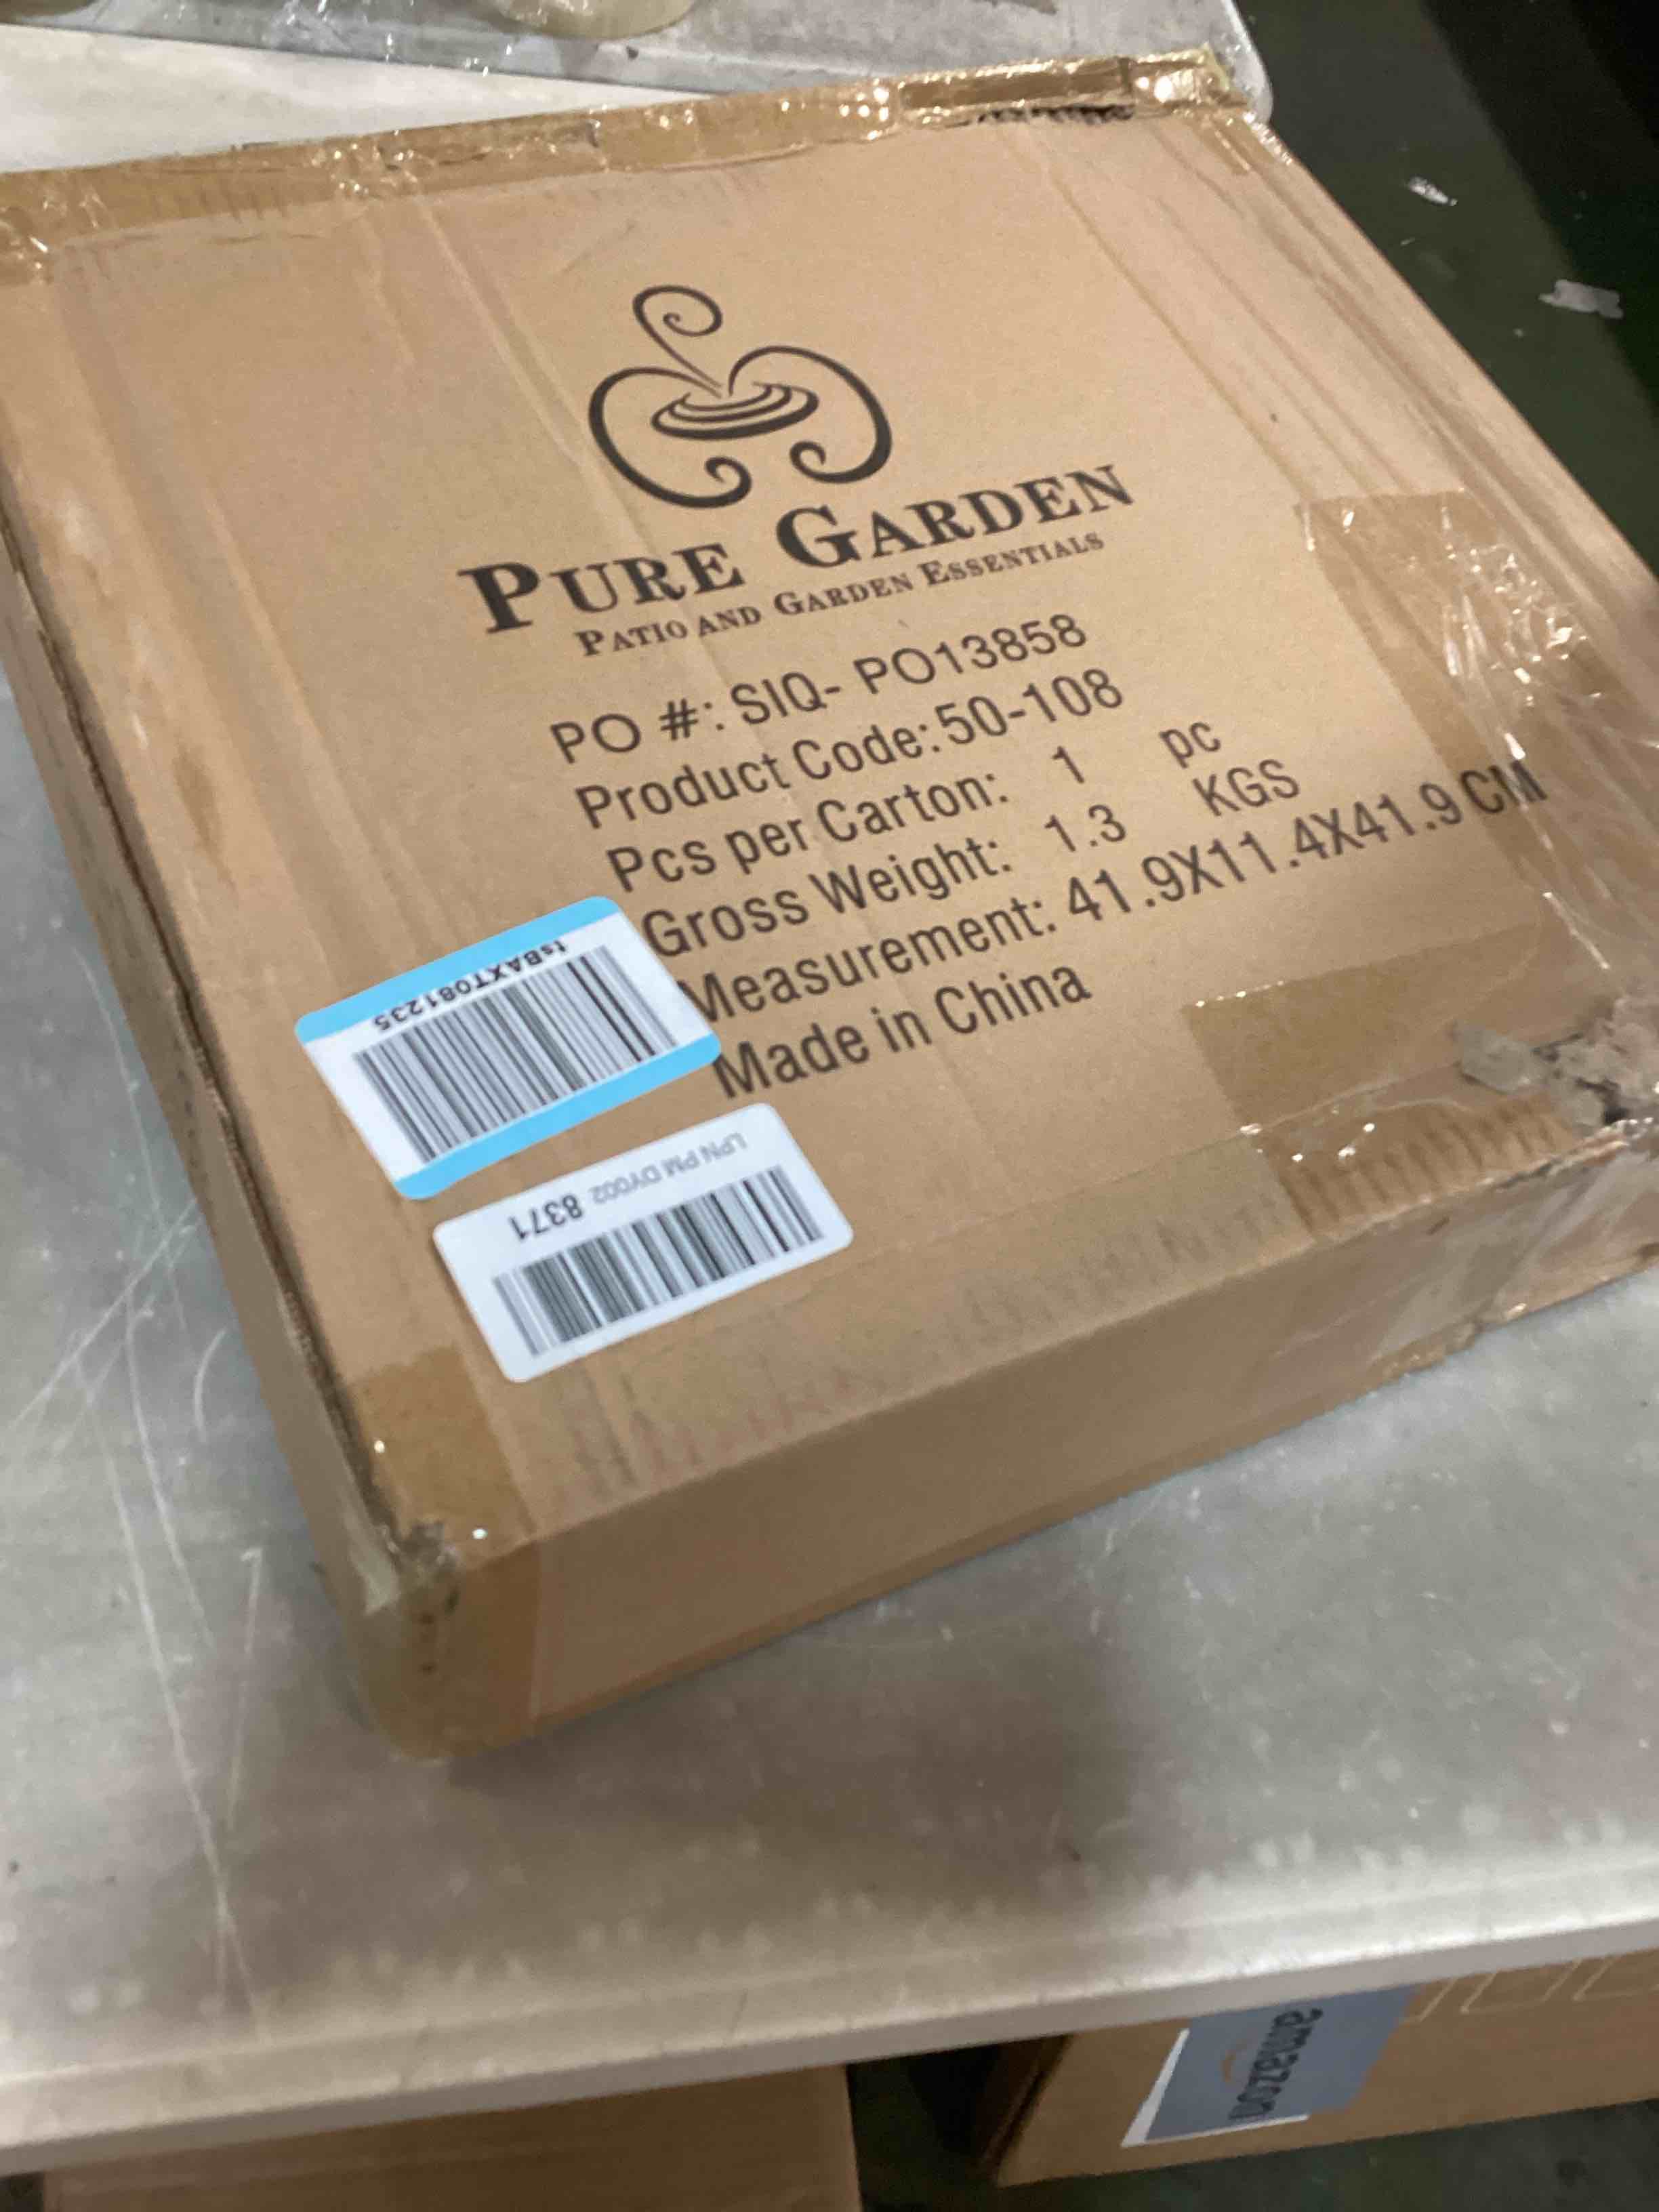 PURE GARDEN
PATIO AND GARDEN ESSENTIALS
PO #: SIQ- PO13858
Product Code: 50-108
Pcs per Carton: 1 pc
Gross Weight: 1.3 KGS
Measurement: 41.9X11.4X41.9 CM
Made in China
tsBAXT081235
LPN PM DY002 8371
amazon